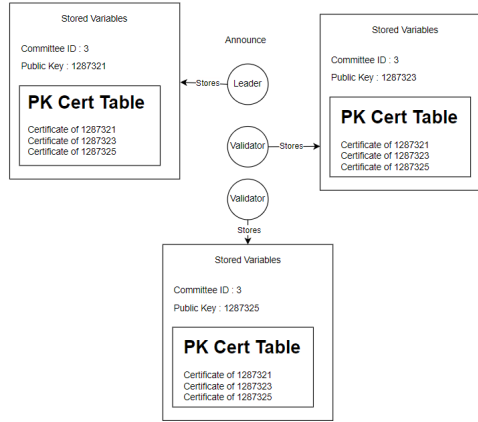 Stored Variables
Committee ID : 3
Public Key : 1287321
PK Cert Table
Certificate of 1287321
Certificate of 1287323
Certificate of 1287325
Announce
Stores
Leader
Validator
Stores
Validator
Stores
Stored Variables
Committee ID : 3
Public Key : 1287323
PK Cert Table
Certificate of 1287321
Certificate of 1287323
Certificate of 1287325
Stored Variables
Committee ID : 3
Public Key : 1287325
PK Cert Table
Certificate of 1287321
Certificate of 1287323
Certificate of 1287325